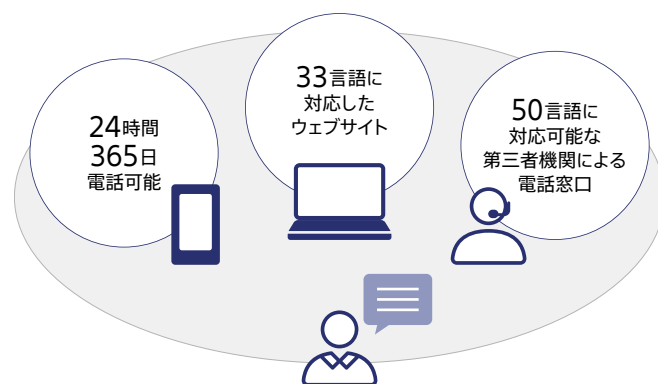 24時間
365日
電話可能
33言語に
対応した
ウェブサイト
50言語に
対応可能な
第三者機関による
電話窓口